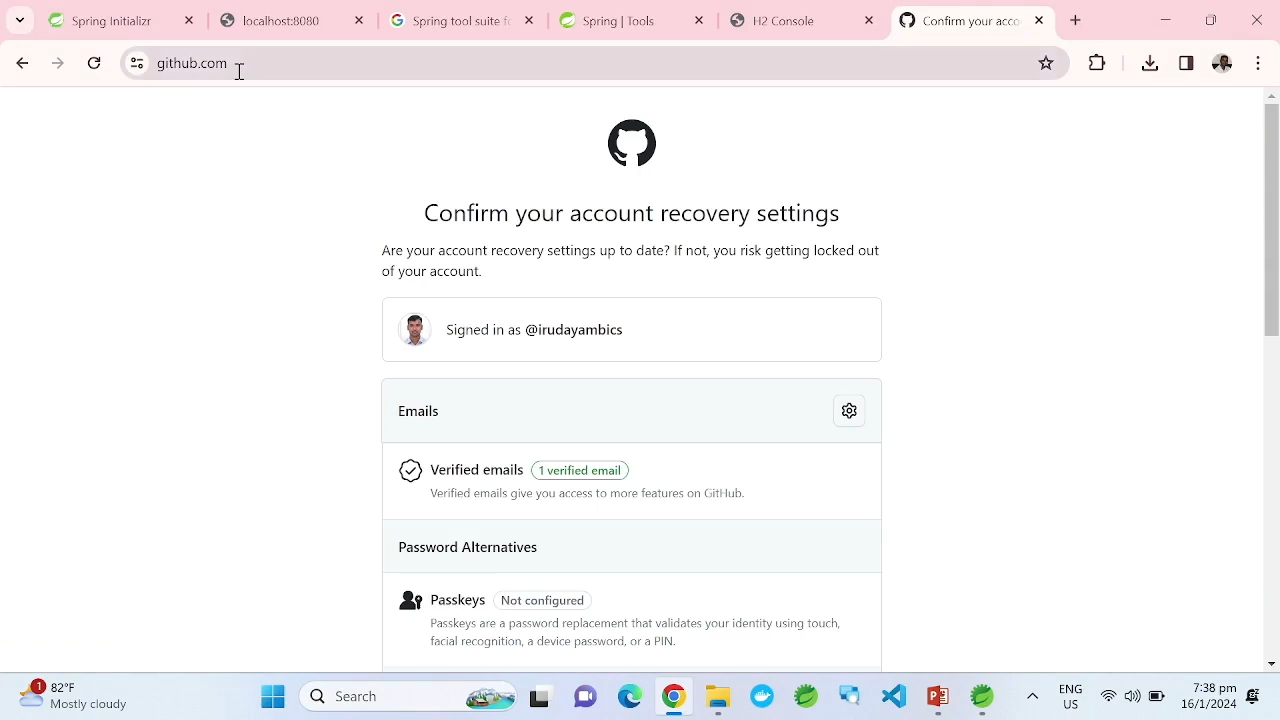 Spring Initializr
localhost:8080
Spring tool suite fo
Spring | Tools
H2 Console
Confirm your acco
github.com
Confirm your account recovery settings
Are your account recovery settings up to date? If not, you risk getting locked out
of your account.
Signed in as @irudayambics
Emails
Verified emails 1 verified email
Verified emails give you access to more features on GitHub.
Password Alternatives
Passkeys Not configured
Passkeys are a password replacement that validates your identity using touch,
facial recognition, a device password, or a PIN.
1
82°F
Mostly cloudy
Search
ENG
US
7:38 pm
16/1/2024